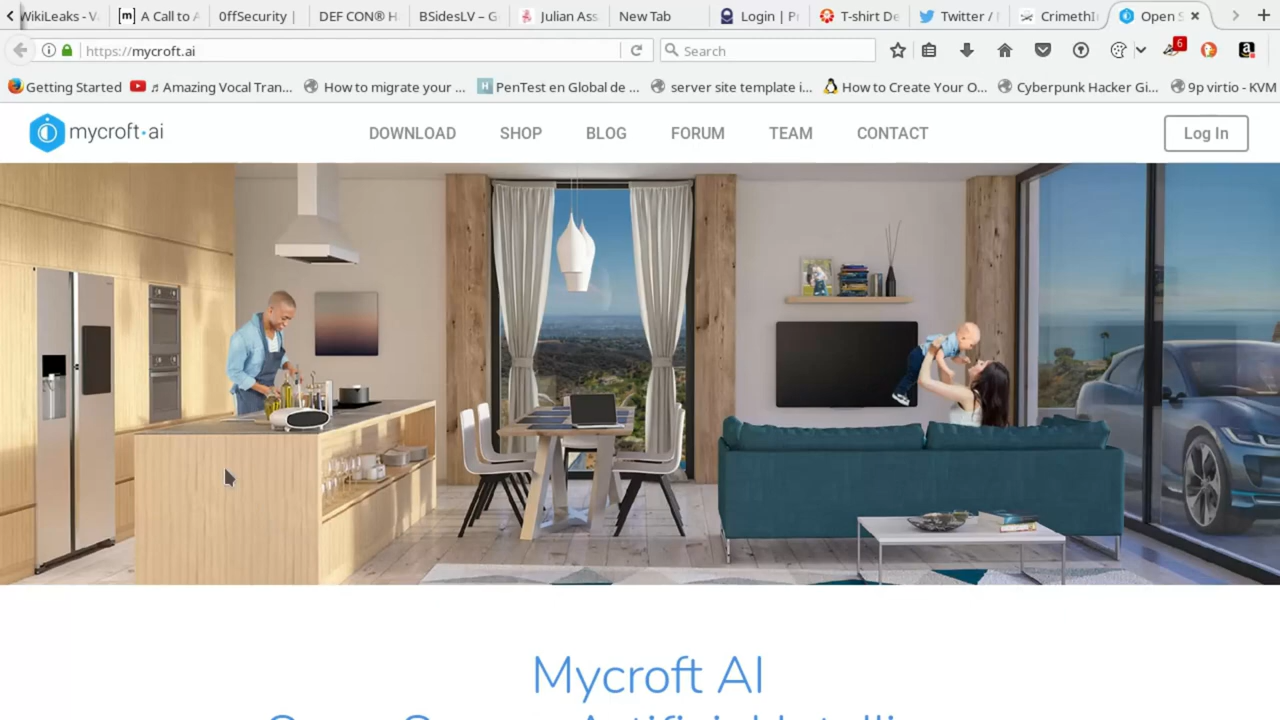 WikiLeaks - V
[m] A Call to A
0ffSecurity |
DEF CON® H
BSidesLV – G
Julian Ass
New Tab
Login | P
T-shirt De
Twitter /
CrimethI
Open S
https://mycroft.ai
Search
6
Getting Started
♬ Amazing Vocal Tran...
How to migrate your ...
H PenTest en Global de ...
server site template i...
How to Create Your O...
Cyberpunk Hacker Gi...
9p virtio - KVM
mycroft·ai
DOWNLOAD
SHOP
BLOG
FORUM
TEAM
CONTACT
Log In
Mycroft AI